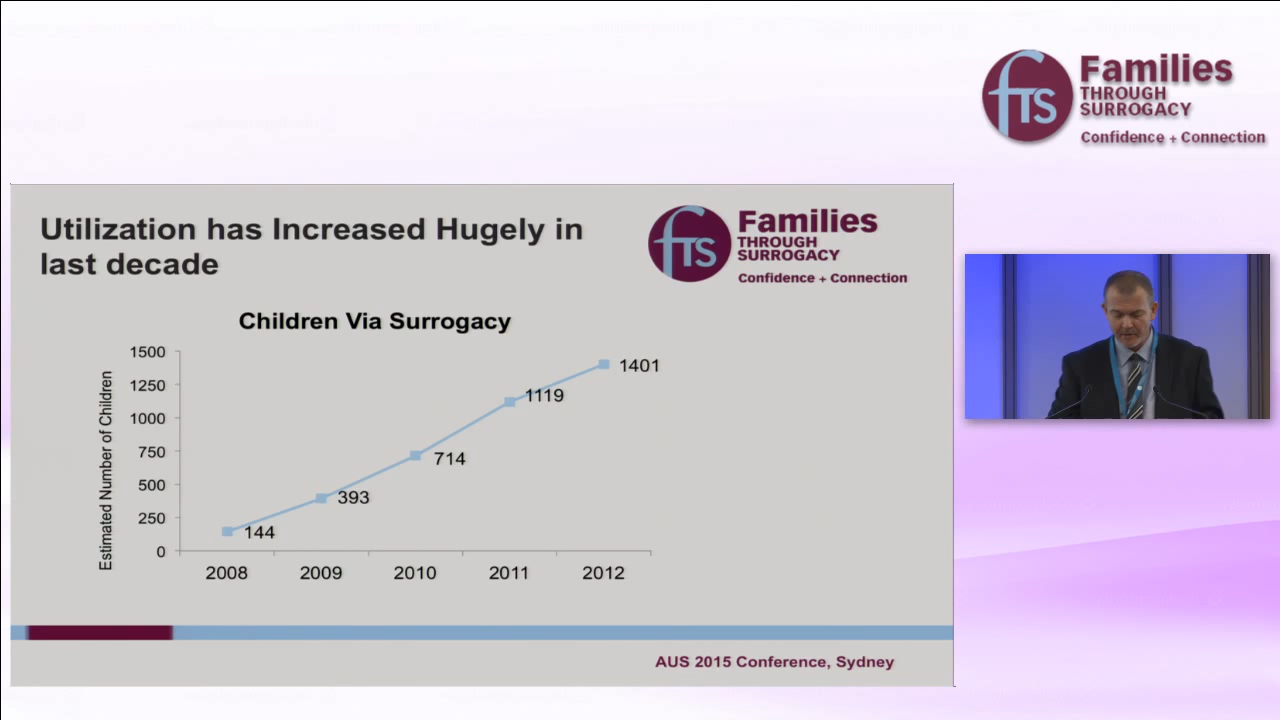 fTS
Families
THROUGH
SURROGACY
Confidence + Connection
Utilization has Increased Hugely in
last decade
fTS
Families
THROUGH
SURROGACY
Confidence + Connection
Children Via Surrogacy
Estimated Number of Children
1500
1250
1000
750
500
250
0
144
393
714
1119
1401
2008 2009 2010 2011 2012
AUS 2015 Conference, Sydney